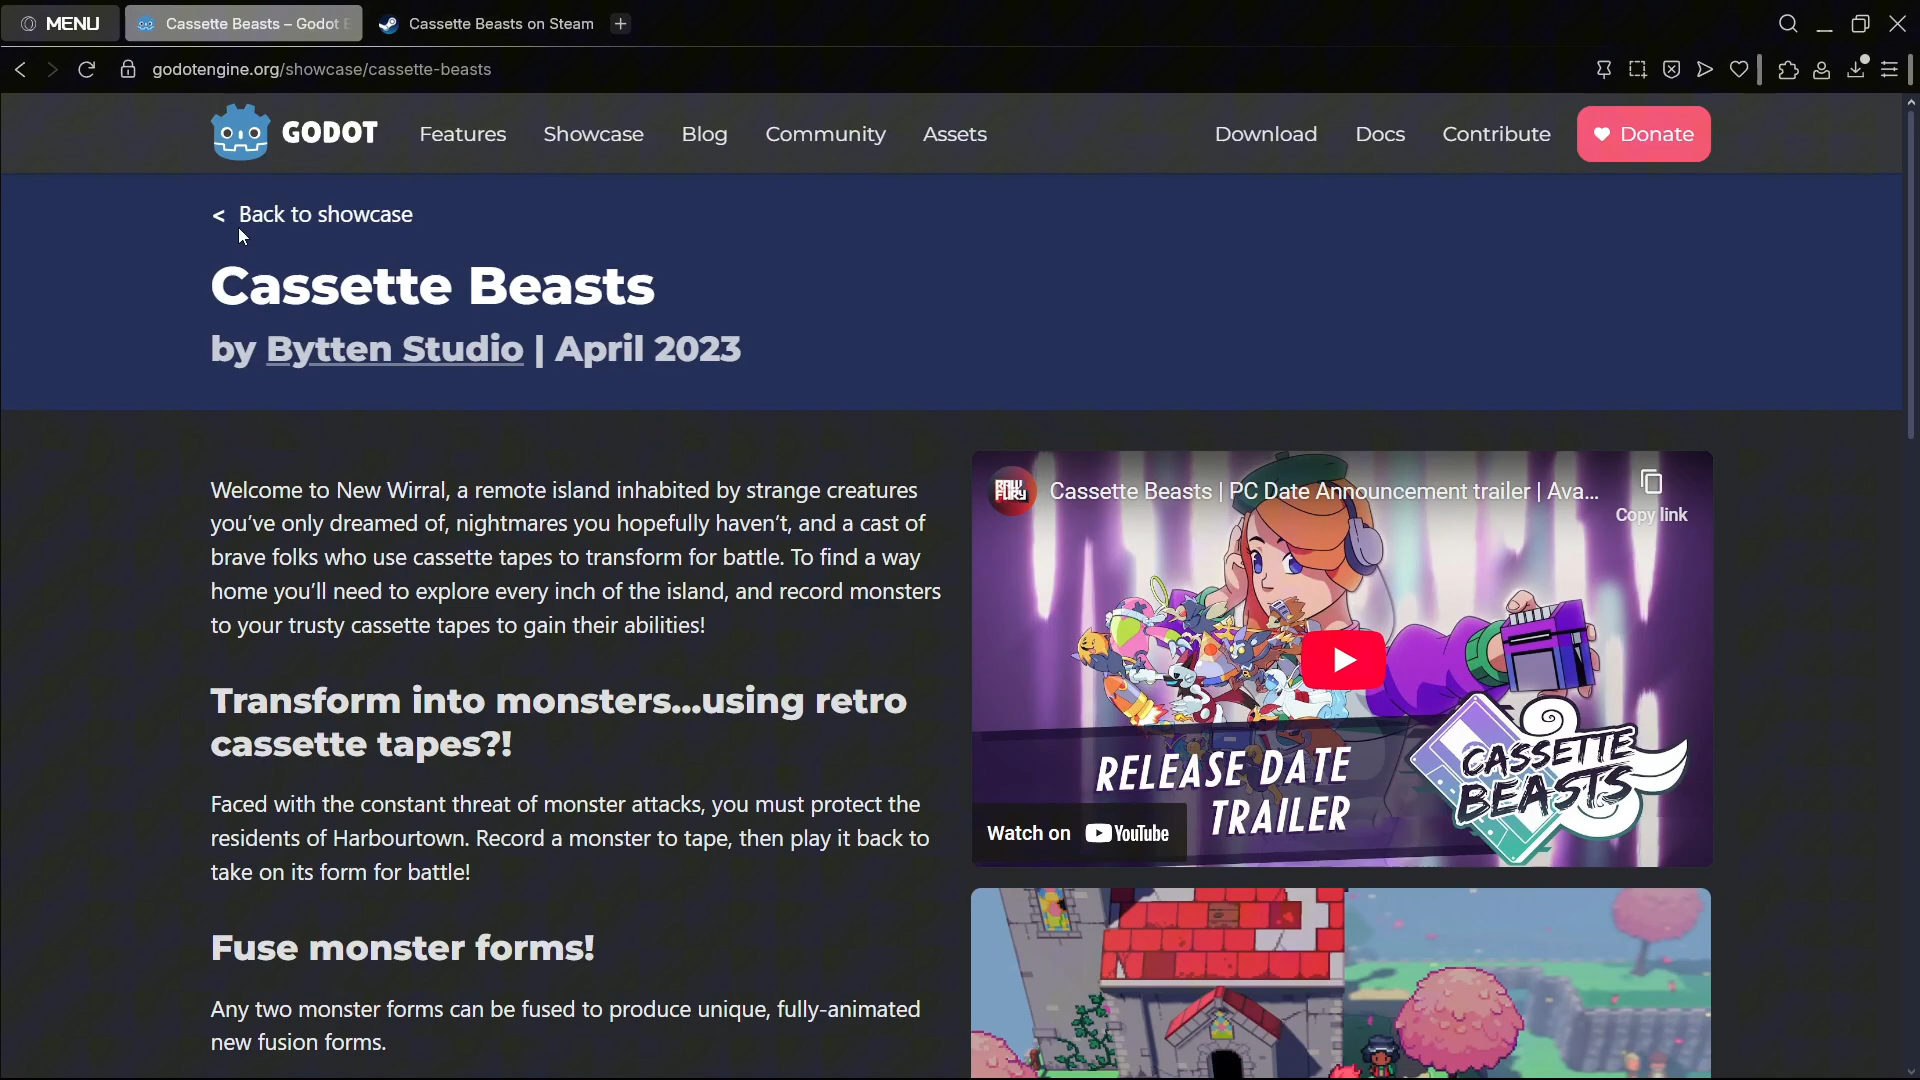 MENU
Cassette Beasts – Godot E
Cassette Beasts on Steam
godotengine.org/showcase/cassette-beasts
GODOT
Features
Showcase
Blog
Community
Assets
Download
Docs
Contribute
Donate
< Back to showcase
Cassette Beasts
by Bytten Studio | April 2023
Welcome to New Wirral, a remote island inhabited by strange creatures
you’ve only dreamed of, nightmares you hopefully haven’t, and a cast of
brave folks who use cassette tapes to transform for battle. To find a way
home you’ll need to explore every inch of the island, and record monsters
to your trusty cassette tapes to gain their abilities!
Transform into monsters...using retro
cassette tapes?!
Faced with the constant threat of monster attacks, you must protect the
residents of Harbourtown. Record a monster to tape, then play it back to
take on its form for battle!
Fuse monster forms!
Any two monster forms can be fused to produce unique, fully-animated
new fusion forms.
RAW
FURY
Cassette Beasts | PC Date Announcement trailer | Ava...
Copy link
RELEASE DATE
TRAILER
CASSETTE
BEASTS
Watch on YouTube